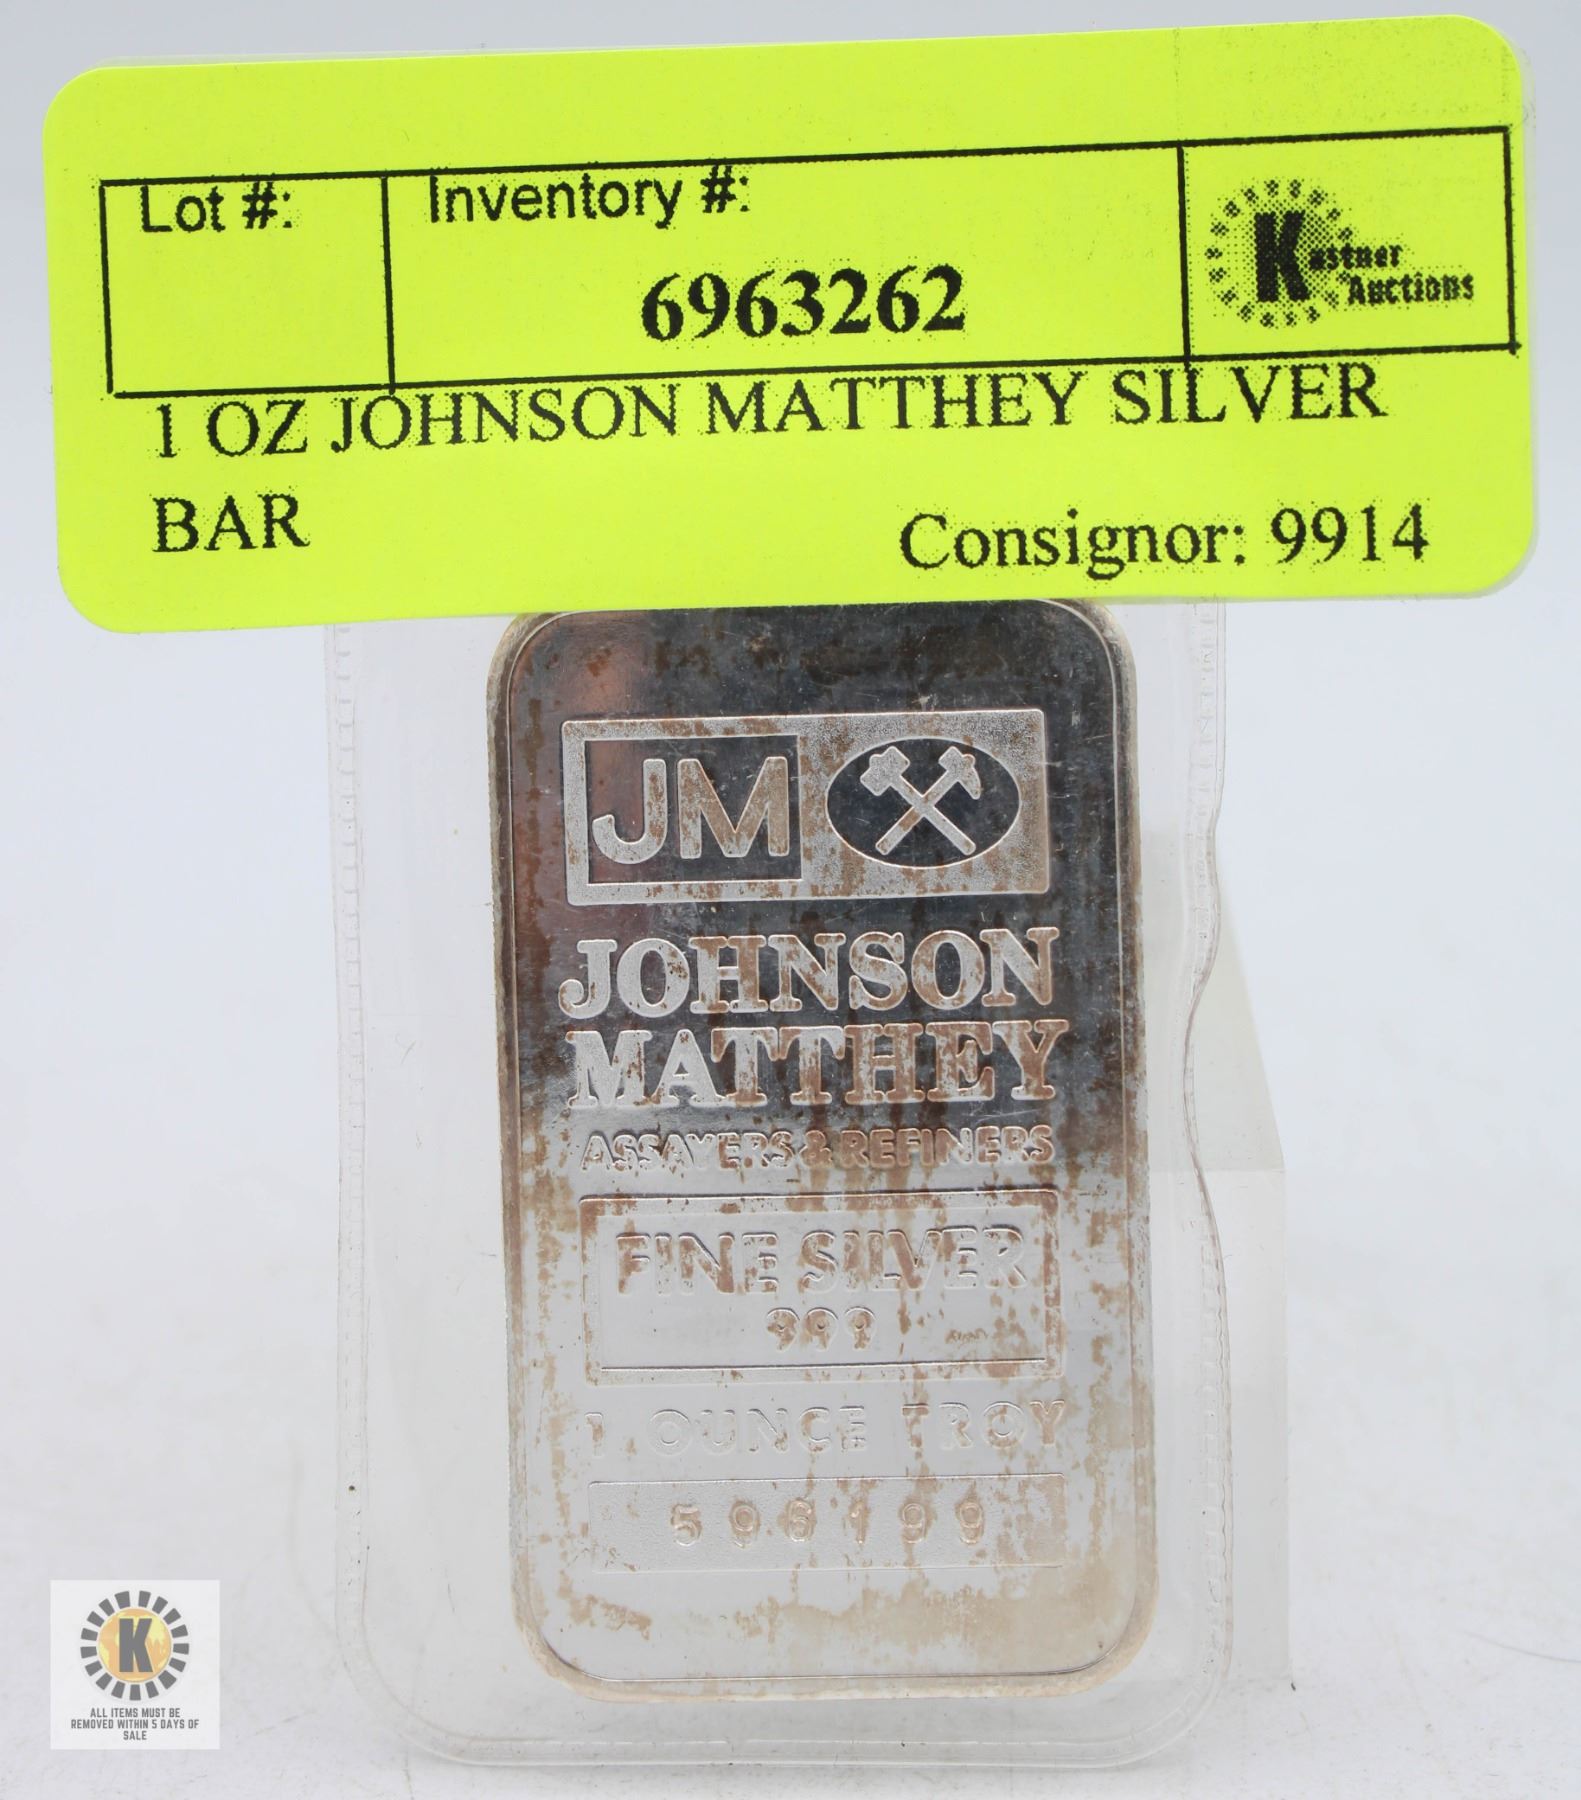 Lot #:
Inventory #:
6963262
Kastner
Auctions
1 OZ JOHNSON MATTHEY SILVER
BAR
Consignor: 9914
JM
JOHNSON
MATTHEY
ASSAYERS & REFINERS
FINE SILVER
999
1 OUNCE TROY
596199
K
ALL ITEMS MUST BE
REMOVED WITHIN 5 DAYS OF
SALE